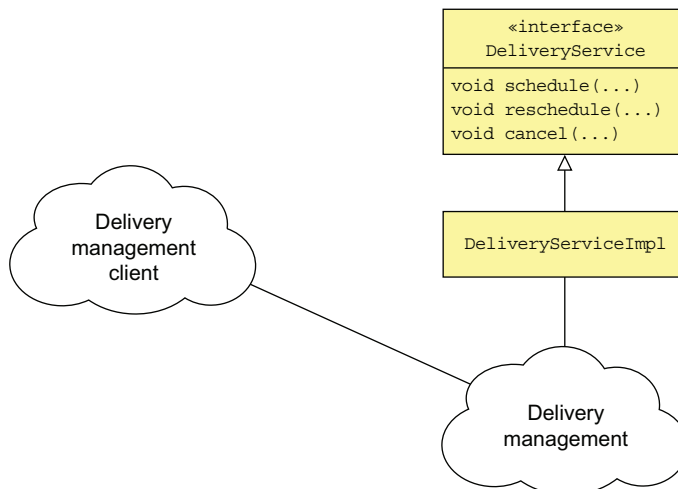 «interface»
DeliveryService
void schedule(...)
void reschedule(...)
void cancel(...)
Delivery
management
client
DeliveryServiceImpl
Delivery
management